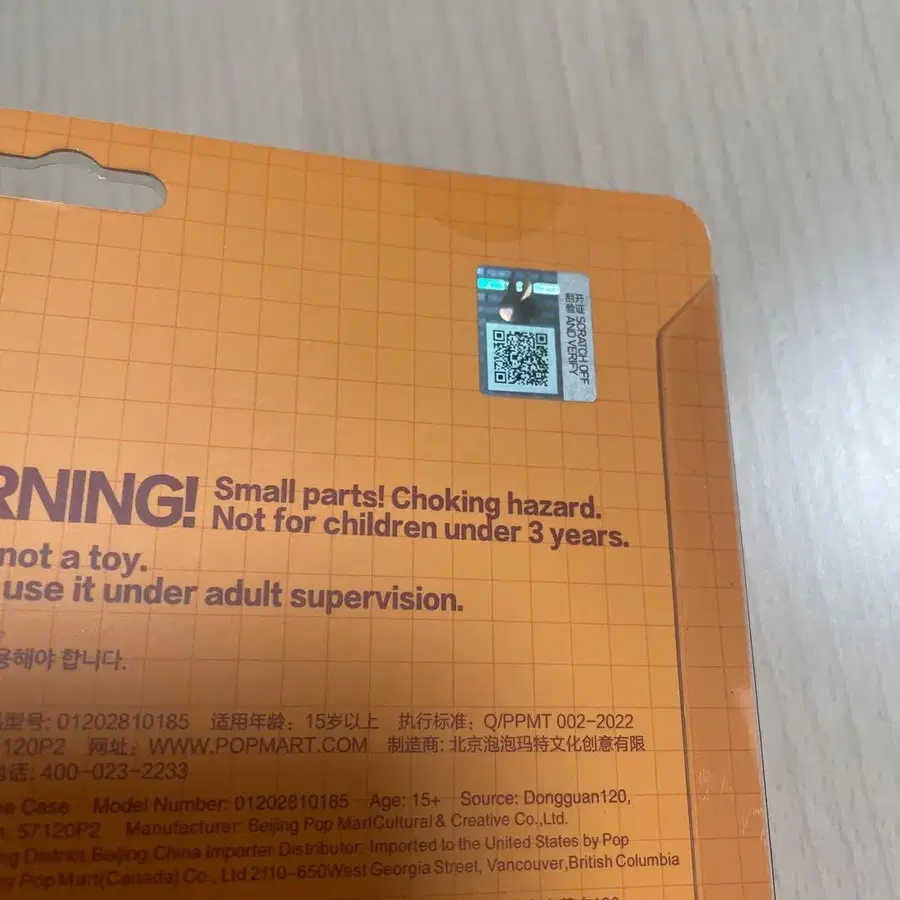 开证 SCRATCH OFF
刮验 AND VERIFY
RNING! Small parts! Choking hazard.
Not for children under 3 years.
not a toy.
use it under adult supervision.
용해야 합니다.
型号: 01202810185 适用年龄: 15岁以上 执行标准: Q/PPMT 002-2022
120P2 网址: WWW.POPMART.COM 制造商: 北京泡泡玛特文化创意有限
电话: 400-023-2233
ne Case Model Number: 01202810185 Age: 15+ Source: Dongguan120,
57120P2 Manufacturer: Beijing Pop MartCultural & Creative Co.,Ltd.
ng District, Beijing, China Importer Distributor: Imported to the United States by Pop
by Pop Mart(Canada) Co., Ltd 2110-650West Georgia Street, Vancouver,British Columbia